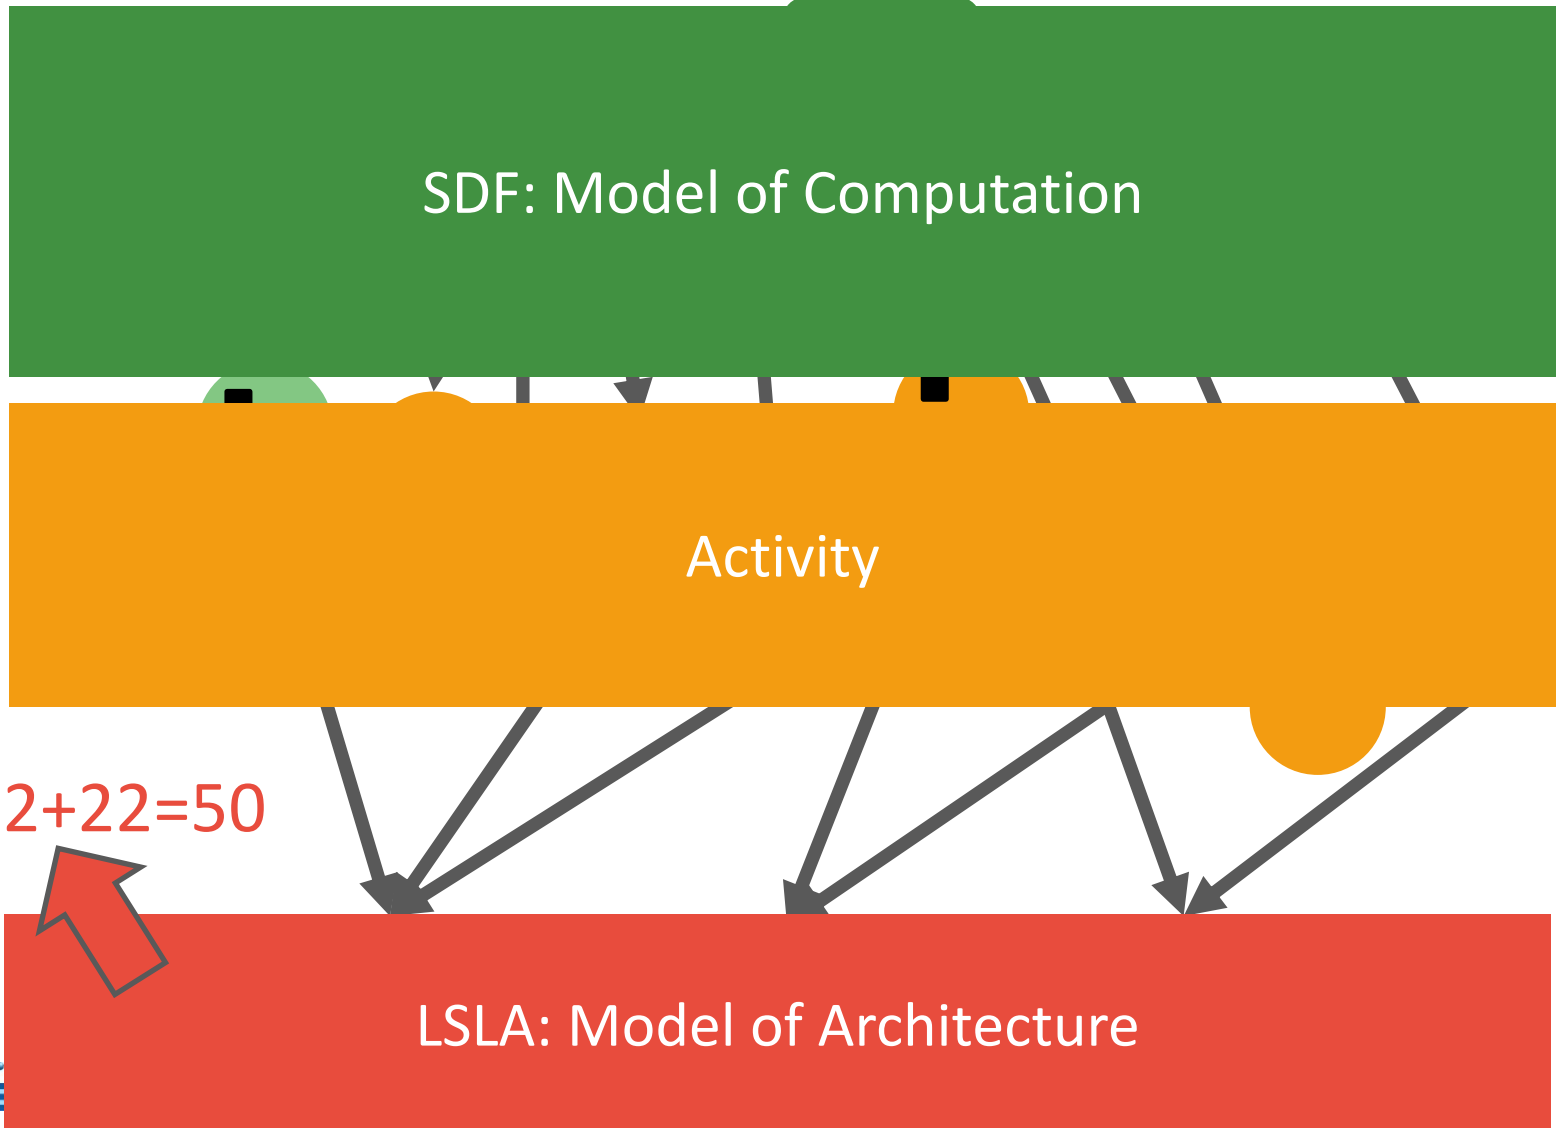 SDF: Model of Computation
Activity
2+22=50
LSLA: Model of Architecture